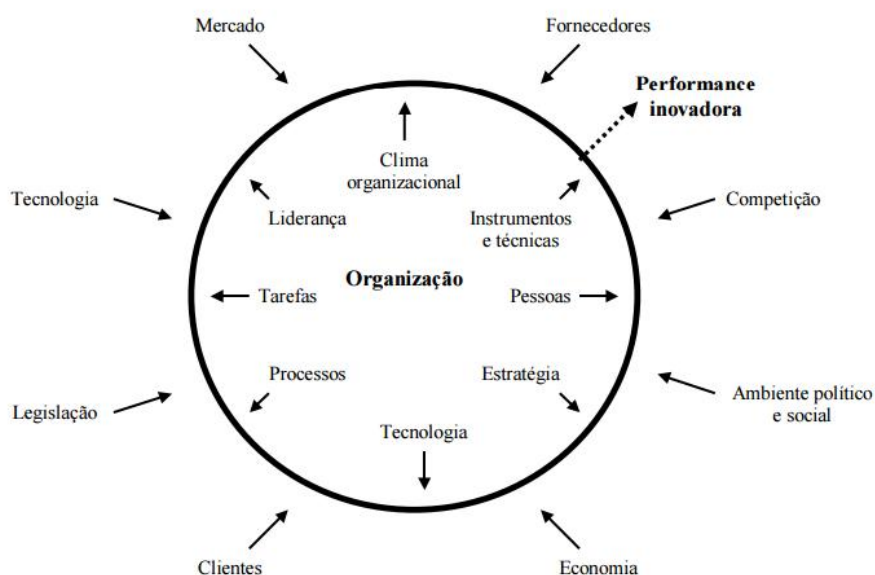 Mercado
Fornecedores
Performance
inovadora
Clima
organizacional
Tecnologia
Liderança
Instrumentos
e técnicas
Competição
Organização
Tarefas
Pessoas
Processos
Estratégia
Legislação
Ambiente político
e social
Tecnologia
Clientes
Economia